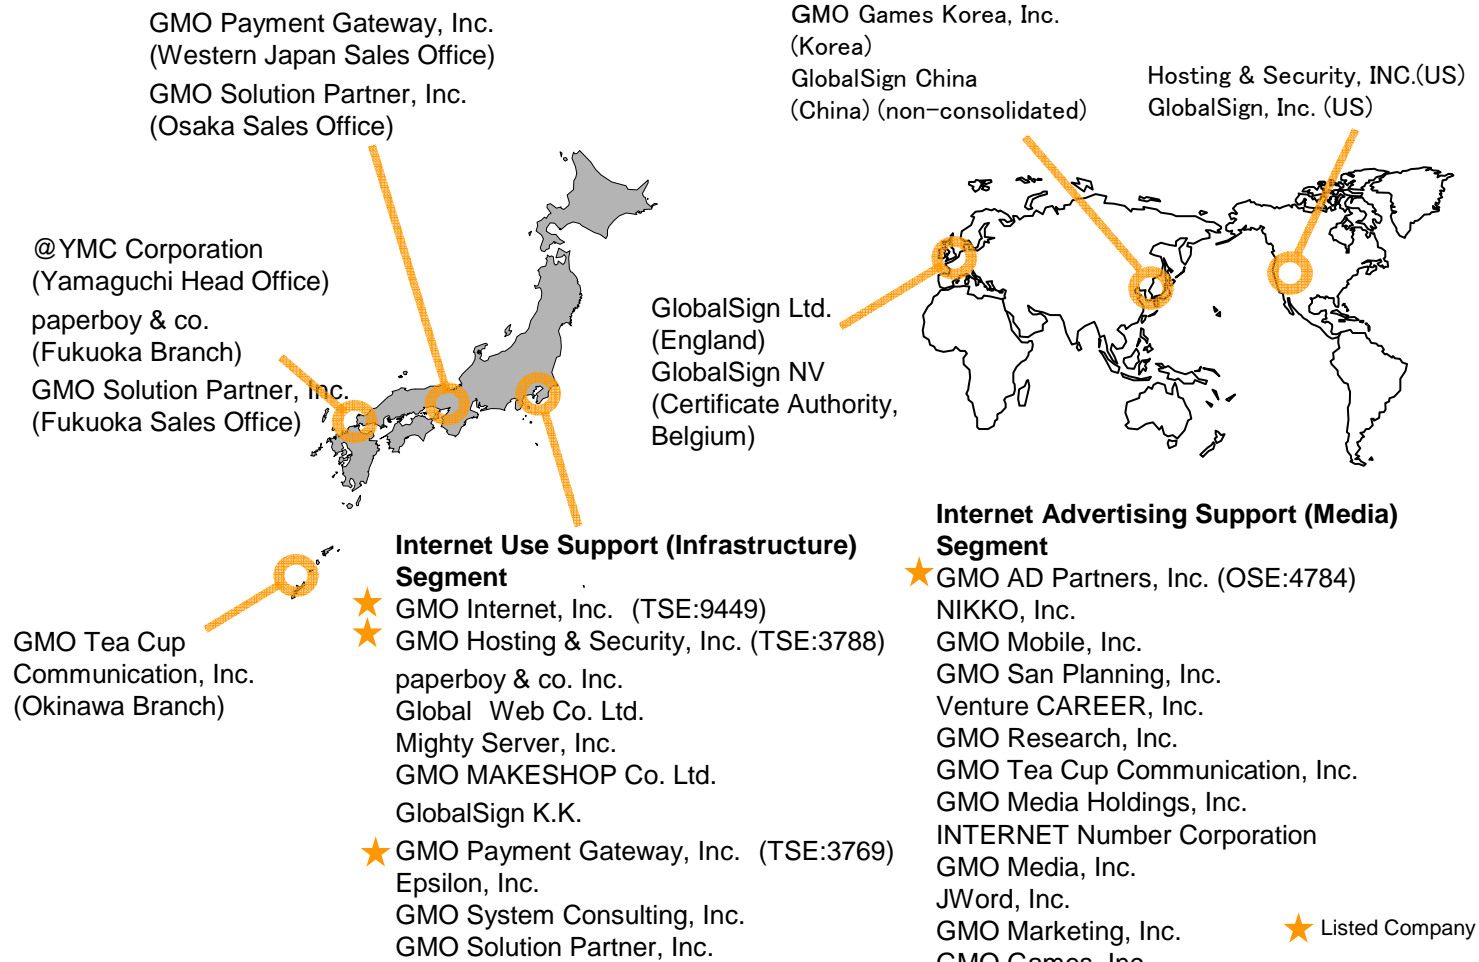 GMO Payment Gateway, Inc.
(Western Japan Sales Office)
GMO Solution Partner, Inc.
(Osaka Sales Office)
GMO Games Korea, Inc.
(Korea)
GlobalSign China
(China) (non-consolidated)
Hosting & Security, INC.(US)
GlobalSign, Inc. (US)
@YMC Corporation
(Yamaguchi Head Office)
paperboy & co.
(Fukuoka Branch)
GMO Solution Partner, Inc.
(Fukuoka Sales Office)
GlobalSign Ltd.
(England)
GlobalSign NV
(Certificate Authority,
Belgium)
GMO Tea Cup
Communication, Inc.
(Okinawa Branch)
Internet Use Support (Infrastructure)
Segment
GMO Internet, Inc. (TSE:9449)
GMO Hosting & Security, Inc. (TSE:3788)
paperboy & co. Inc.
Global Web Co. Ltd.
Mighty Server, Inc.
GMO MAKESHOP Co. Ltd.
GlobalSign K.K.
GMO Payment Gateway, Inc. (TSE:3769)
Epsilon, Inc.
GMO System Consulting, Inc.
GMO Solution Partner, Inc.
Internet Advertising Support (Media)
Segment
GMO AD Partners, Inc. (OSE:4784)
NIKKO, Inc.
GMO Mobile, Inc.
GMO San Planning, Inc.
Venture CAREER, Inc.
GMO Research, Inc.
GMO Tea Cup Communication, Inc.
GMO Media Holdings, Inc.
INTERNET Number Corporation
GMO Media, Inc.
JWord, Inc.
GMO Marketing, Inc.
GMO Games, Inc.
Listed Company